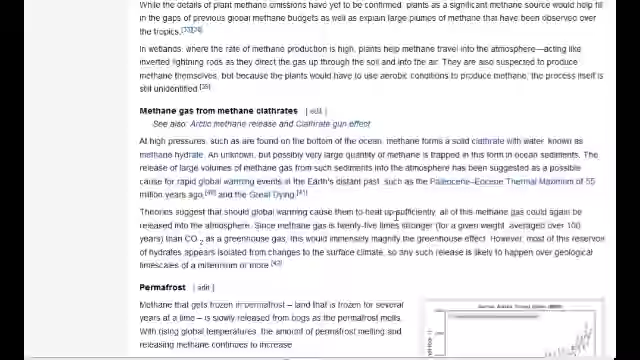 While the details of plant methane emissions have yet to be confirmed, plants as a significant methane source would help fill
in the gaps of previous global methane budgets as well as explain large plumes of methane that have been observed over
the tropics.[37][38]
In wetlands, where the rate of methane production is high, plants help methane travel into the atmosphere—acting like
inverted lightning rods as they direct the gas up through the soil and into the air. They are also suspected to produce
methane themselves, but because the plants would have to use aerobic conditions to produce methane, the process itself is
still unidentified.[39]
Methane gas from methane clathrates [ edit ]
See also: Arctic methane release and Clathrate gun effect
At high pressures, such as are found on the bottom of the ocean, methane forms a solid clathrate with water, known as
methane hydrate. An unknown, but possibly very large quantity of methane is trapped in this form in ocean sediments. The
release of large volumes of methane gas from such sediments into the atmosphere has been suggested as a possible
cause for rapid global warming events in the Earth's distant past, such as the Paleocene–Eocene Thermal Maximum of 55
million years ago,[40] and the Great Dying.[41]
Theories suggest that should global warming cause them to heat up sufficiently, all of this methane gas could again be
released into the atmosphere. Since methane gas is twenty-five times stronger (for a given weight, averaged over 100
years) than CO2 as a greenhouse gas, this would immensely magnify the greenhouse effect. However, most of this reservoir
of hydrates appears isolated from changes in the surface climate, so any such release is likely to happen over geological
timescales of a millennium or more.[42]
Permafrost [ edit ]
Methane that gets frozen in permafrost – land that is frozen for several
years at a time – is slowly released from bogs as the permafrost melts.
With rising global temperatures, the amount of permafrost melting and
releasing methane continues to increase